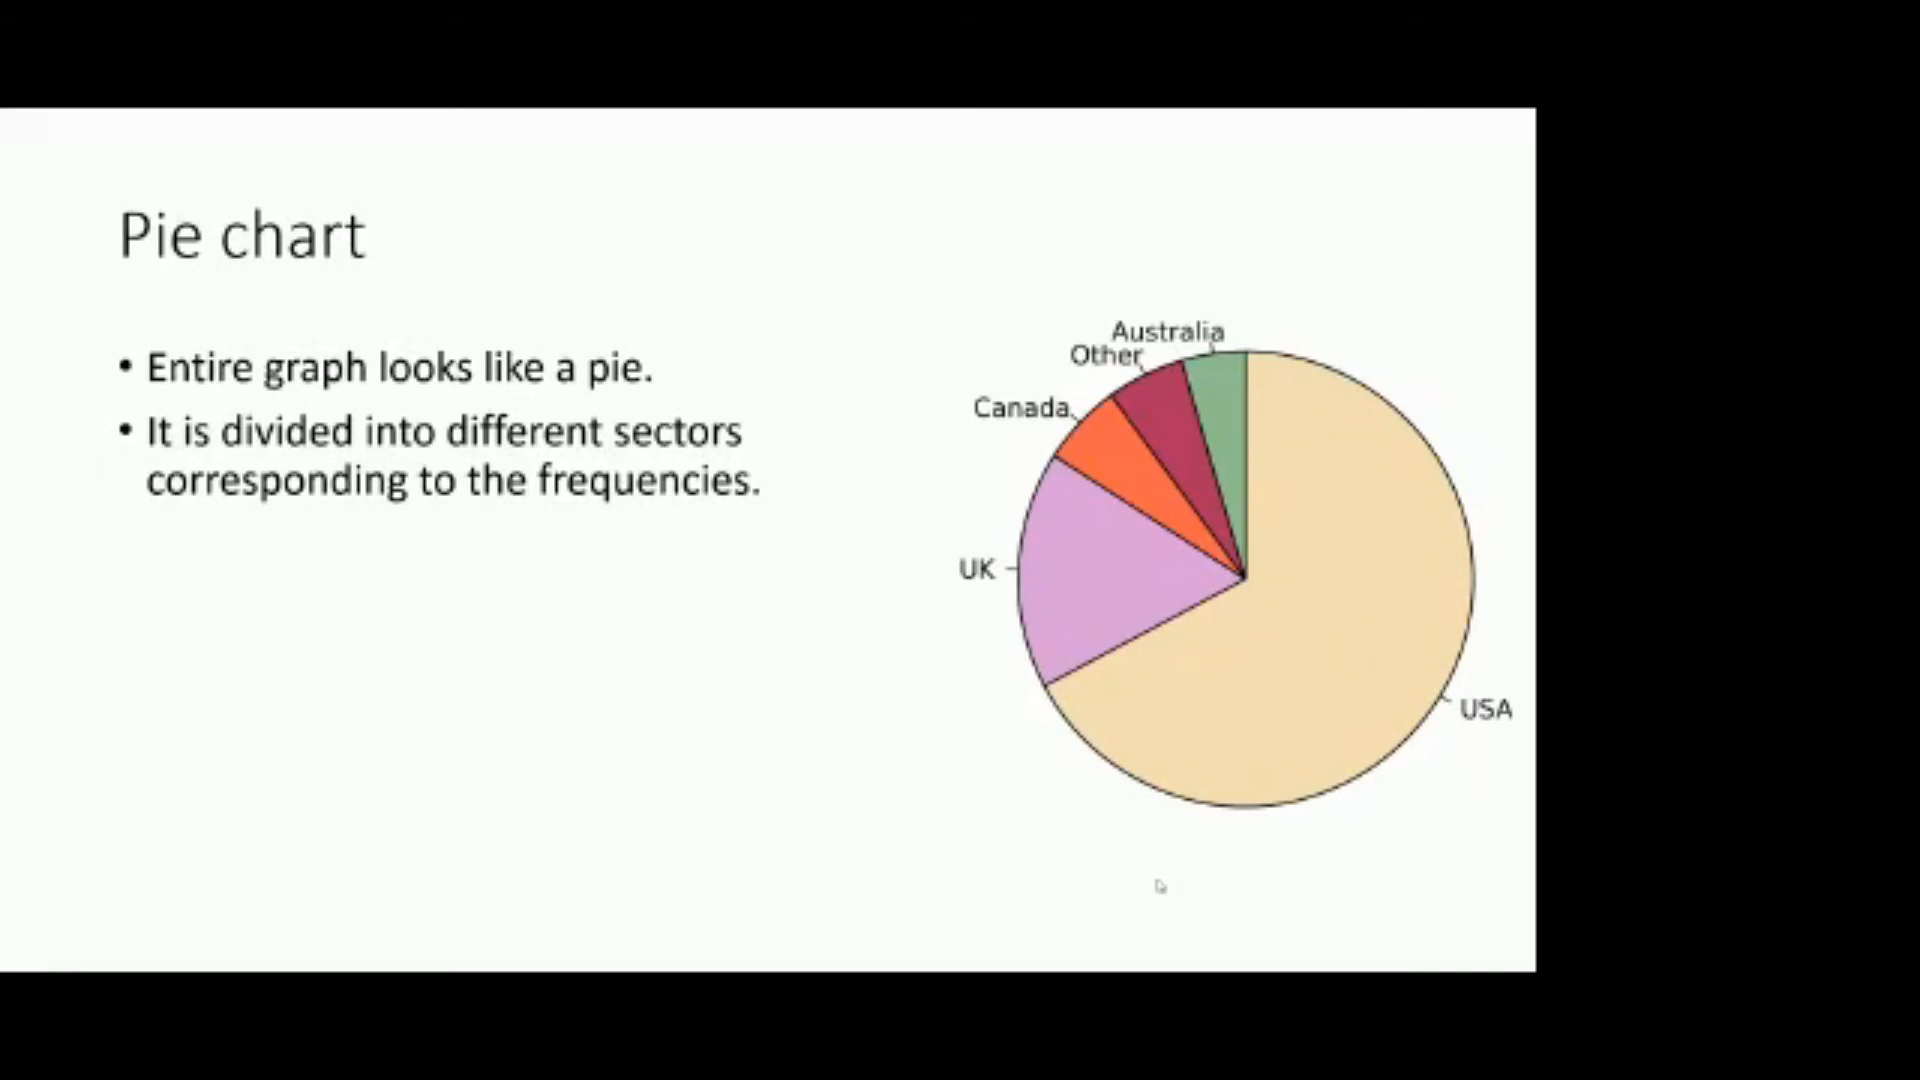 Pie chart
• Entire graph looks like a pie.
• It is divided into different sectors
corresponding to the frequencies.
Australia
Other
Canada
UK
USA